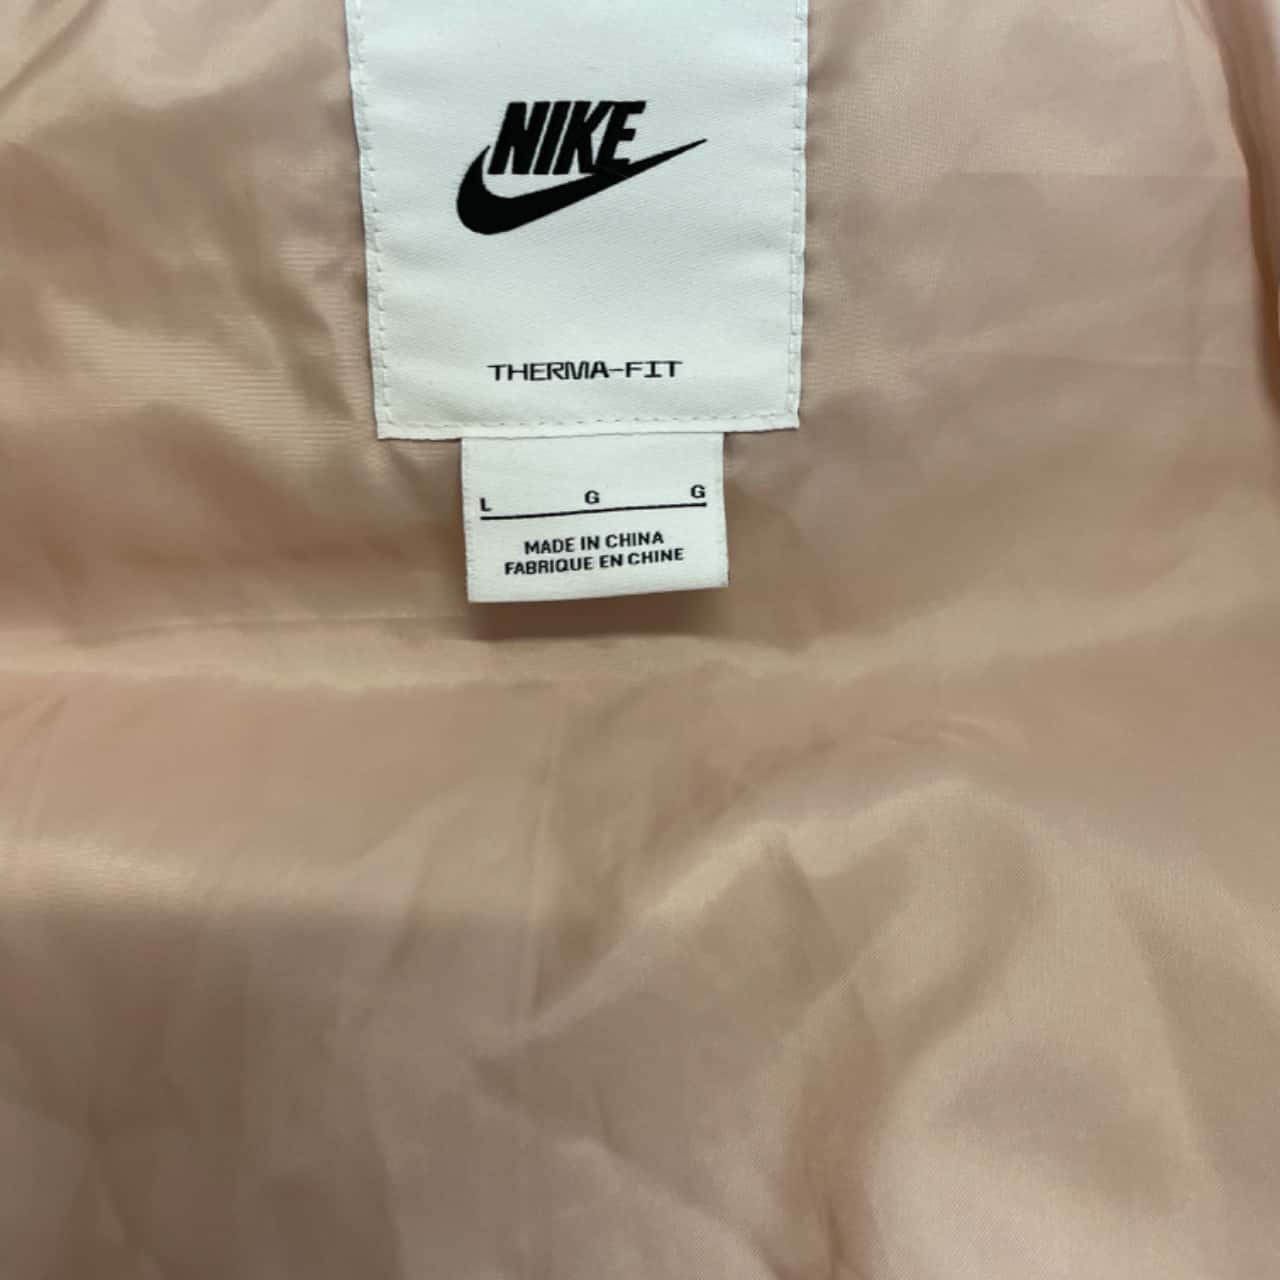 NIKE
THERMA-FIT
L G G
MADE IN CHINA
FABRIQUE EN CHINE